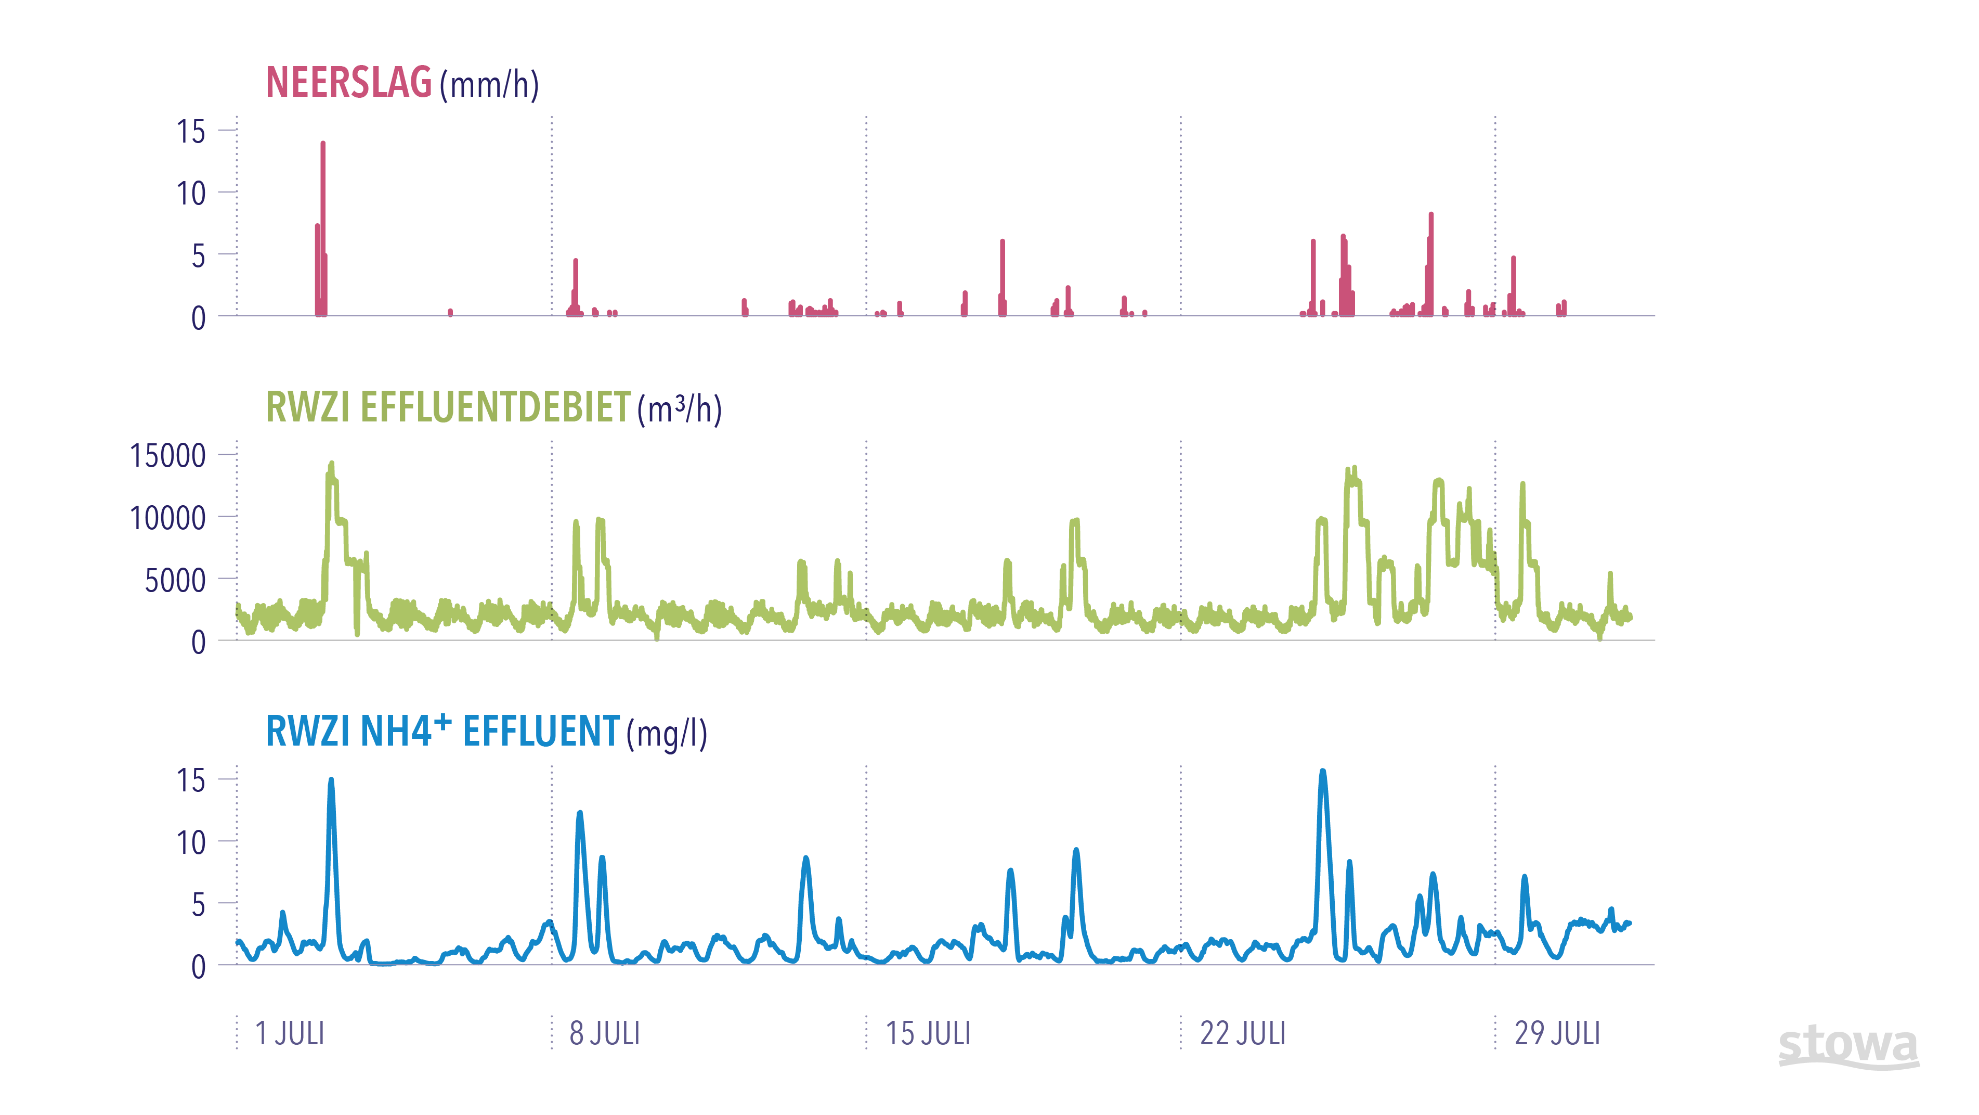 NEERSLAG (mm/h)
15
10
5
0
RWZI EFFLUENTDEBIET (m³/h)
15000
10000
5000
0
RWZI NH4⁺ EFFLUENT (mg/l)
15
10
5
0
1 JULI 8 JULI 15 JULI 22 JULI 29 JULI
stowa